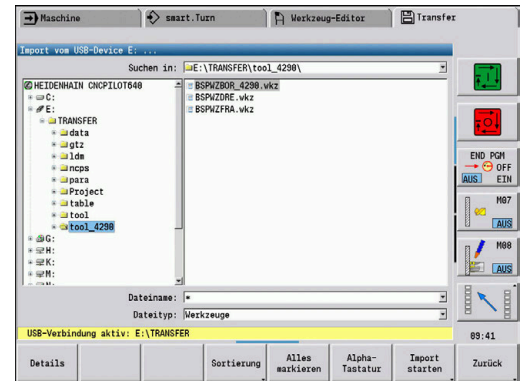 Maschine
smart.Turn
Werkzeug-Editor
Transfer
Import vom USB-Device E: ...
Suchen in: E:\TRANSFER\tool_4290\
HEIDENHAIN CNCPILOT640
C:
E:
TRANSFER
data
gtz
ldm
ncps
para
Project
table
tool
tool_4290
G:
H:
K:
M:
BSPWZBOR_4290.wkz
BSPWZDRE.wkz
BSPWZFRA.wkz
Dateiname: *
Dateityp: Werkzeuge
USB-Verbindung aktiv: E:\TRANSFER
END PGM
OFF
AUS EIN
M07
AUS
M08
AUS
09:41
Details
Sortierung
Alles markieren
Alpha-Tastatur
Import starten
Zurück